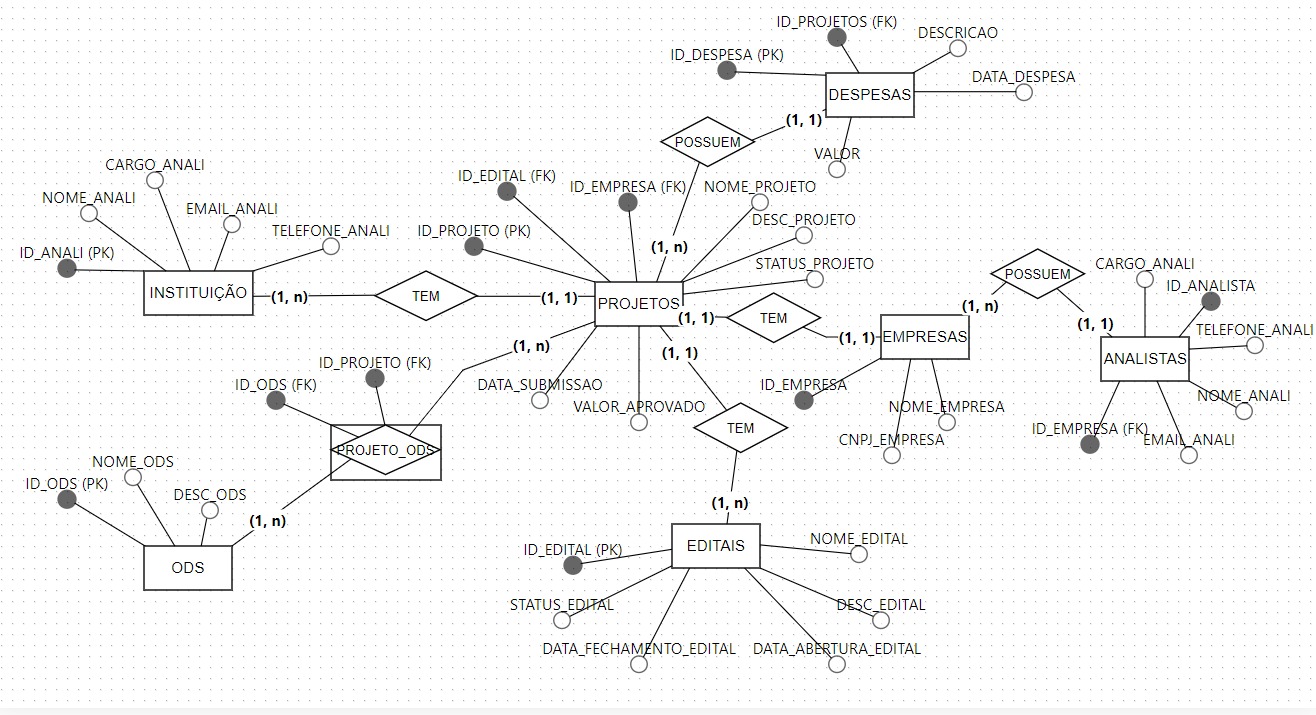 ID_PROJETOS (FK)
DESCRICAO
ID_DESPESA (PK)
DATA_DESPESA
DESPESAS
(1, 1)
POSSUEM
VALOR
CARGO_ANALI
ID_EDITAL (FK)
ID_EMPRESA (FK)
NOME_PROJETO
NOME_ANALI
EMAIL_ANALI
DESC_PROJETO
TELEFONE_ANALI
ID_PROJETO (PK)
ID_ANALI (PK)
(1, n)
STATUS_PROJETO
POSSUEM
CARGO_ANALI
ID_ANALISTA
INSTITUIÇÃO
(1, n)
TEM
(1, 1)
PROJETOS
(1, 1)
TEM
(1, n)
(1, 1)
TELEFONE_ANALI
(1, 1)
EMPRESAS
ANALISTAS
(1, n)
(1, 1)
ID_PROJETO (FK)
ID_ODS (FK)
DATA_SUBMISSAO
VALOR_APROVADO
ID_EMPRESA
NOME_EMPRESA
NOME_ANALI
CNPJ_EMPRESA
ID_EMPRESA (FK)
EMAIL_ANALI
TEM
PROJETO_ODS
NOME_ODS
ID_ODS (PK)
DESC_ODS
(1, n)
(1, n)
ODS
EDITAIS
ID_EDITAL (PK)
NOME_EDITAL
STATUS_EDITAL
DESC_EDITAL
DATA_FECHAMENTO_EDITAL
DATA_ABERTURA_EDITAL